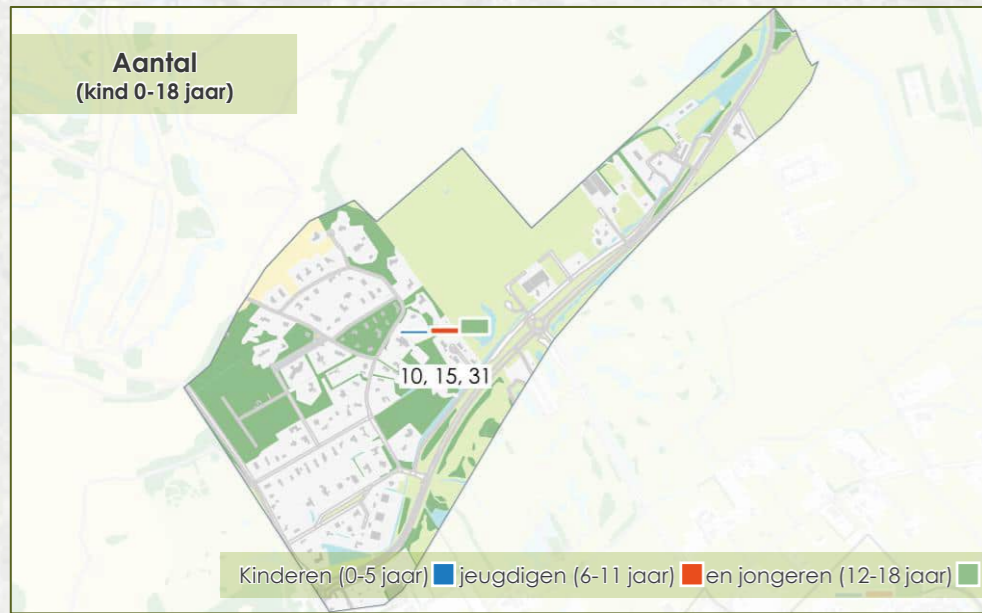 Aantal
(kind 0-18 jaar)
10, 15, 31
Kinderen (0-5 jaar) jeugdigen (6-11 jaar) en jongeren (12-18 jaar)